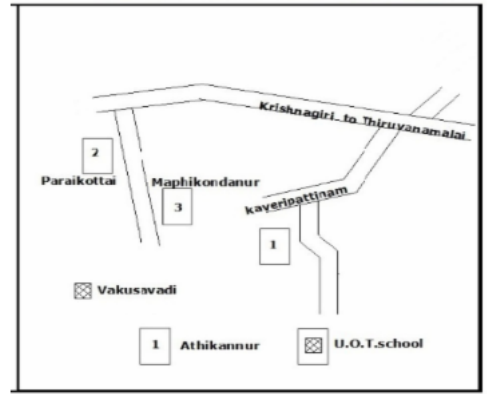 Krishnagiri to Thiruvanamalai
2
Paraikottai
Maphikondanur
3
kaveripattinam
1
Vakusavadi
1 Athikannur
U.O.T.school